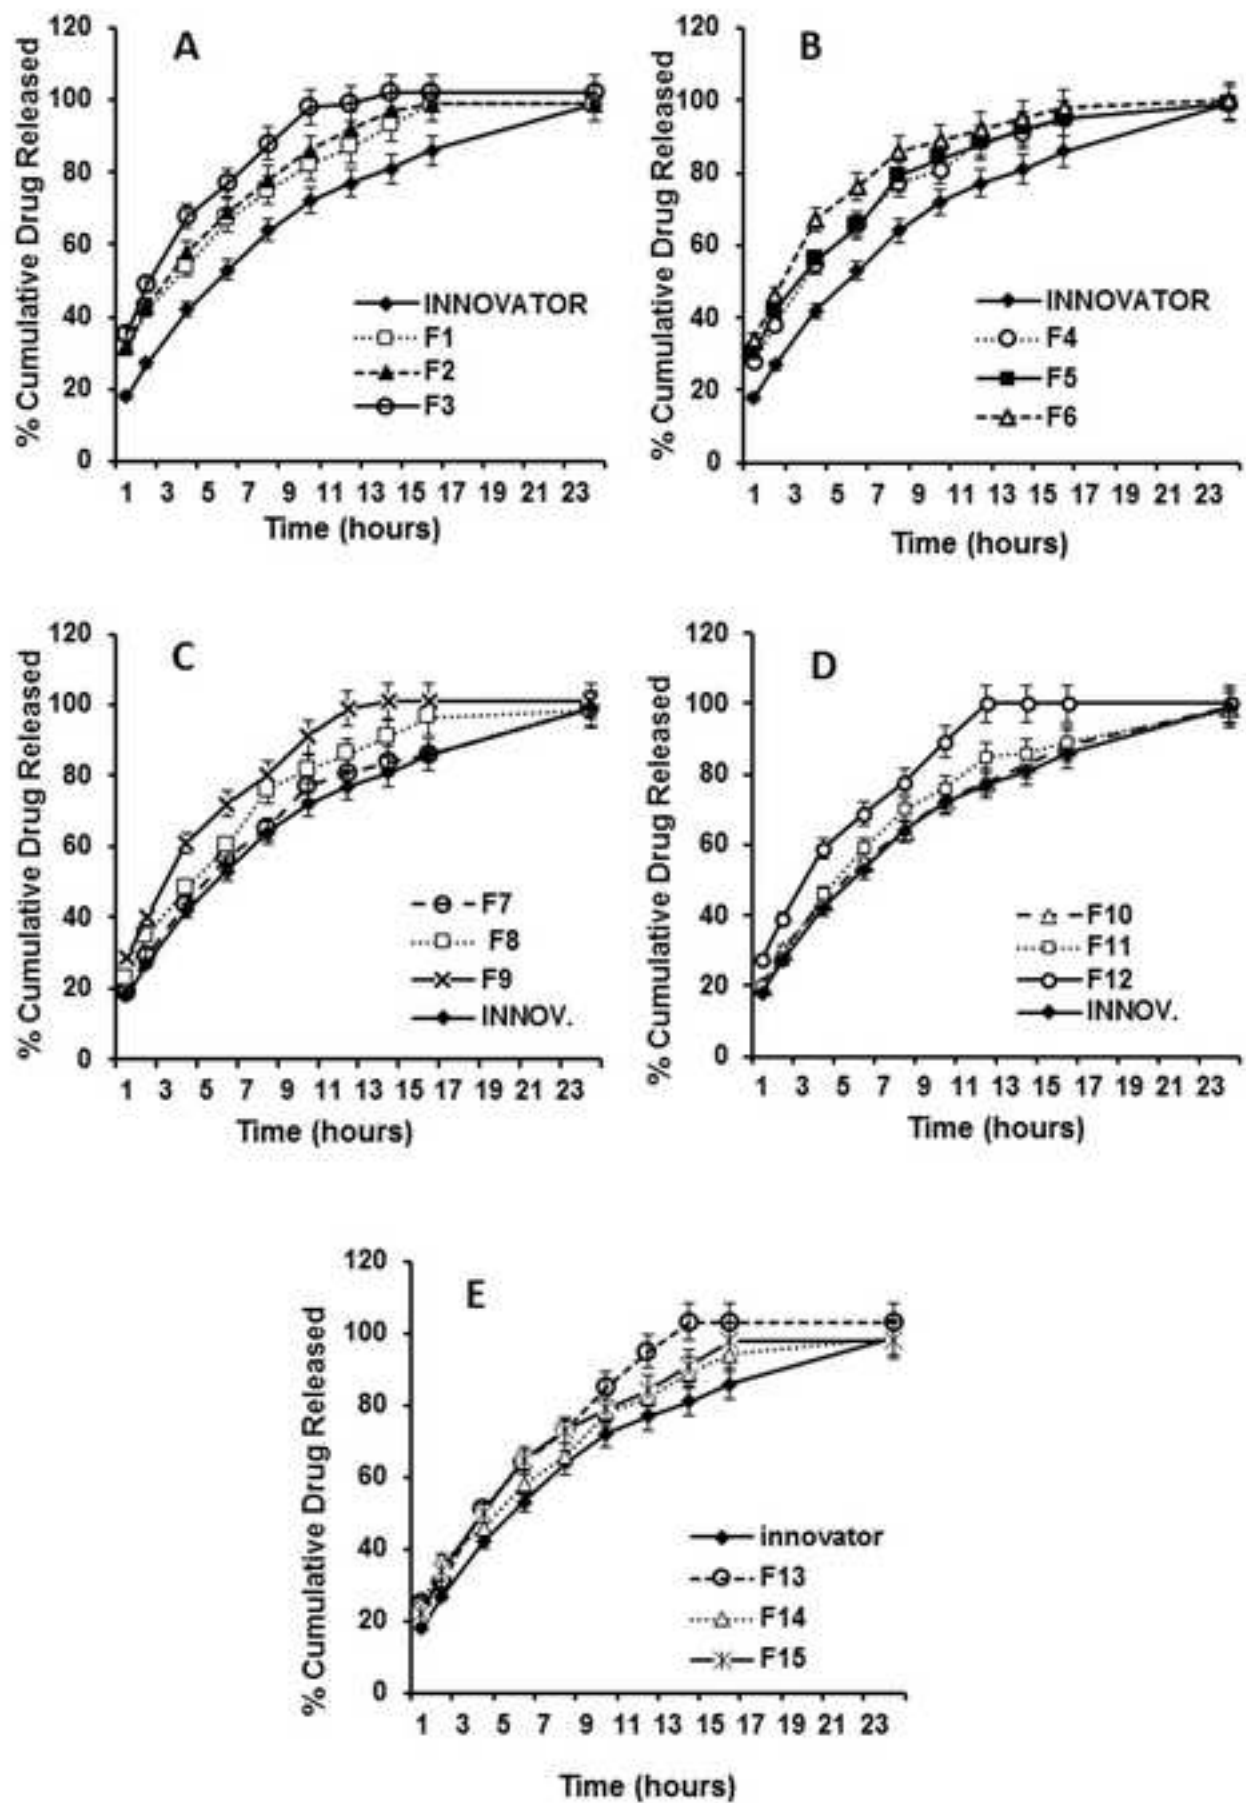 A
% Cumulative Drug Released
120
100
80
60
40
20
0
INNOVATOR
F1
F2
F3
1 3 5 7 9 11 13 15 17 19 21 23
Time (hours)
B
% Cumulative Drug Released
120
100
80
60
40
20
0
INNOVATOR
F4
F5
F6
1 3 5 7 9 11 13 15 17 19 21 23
Time (hours)
C
% Cumulative Drug Released
120
100
80
60
40
20
0
F7
F8
F9
INNOV.
1 3 5 7 9 11 13 15 17 19 21 23
Time (hours)
D
% Cumulative Drug Released
120
100
80
60
40
20
0
F10
F11
F12
INNOV.
1 3 5 7 9 11 13 15 17 19 21 23
Time (hours)
E
% Cumulative Drug Released
120
100
80
60
40
20
0
innovator
F13
F14
F15
1 3 5 7 9 11 13 15 17 19 21 23
Time (hours)